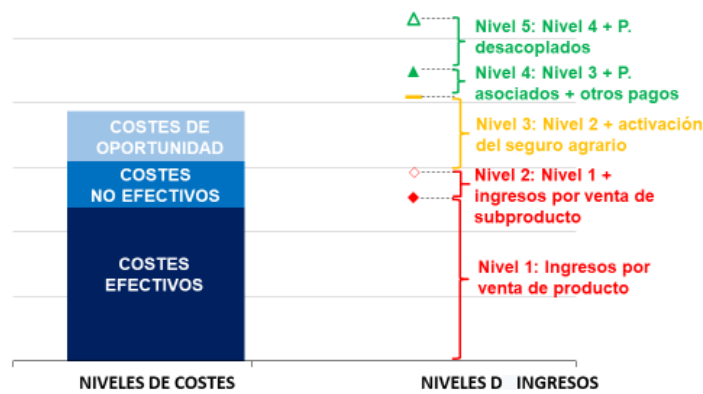 COSTES DE
OPORTUNIDAD
COSTES
NO EFECTIVOS
COSTES
EFECTIVOS
Nivel 5: Nivel 4 + P.
desacoplados
Nivel 4: Nivel 3 + P.
asociados + otros pagos
Nivel 3: Nivel 2 + activación
del seguro agrario
Nivel 2: Nivel 1 +
ingresos por venta de
subproducto
Nivel 1: Ingresos por
venta de producto
NIVELES DE COSTES
NIVELES D INGRESOS